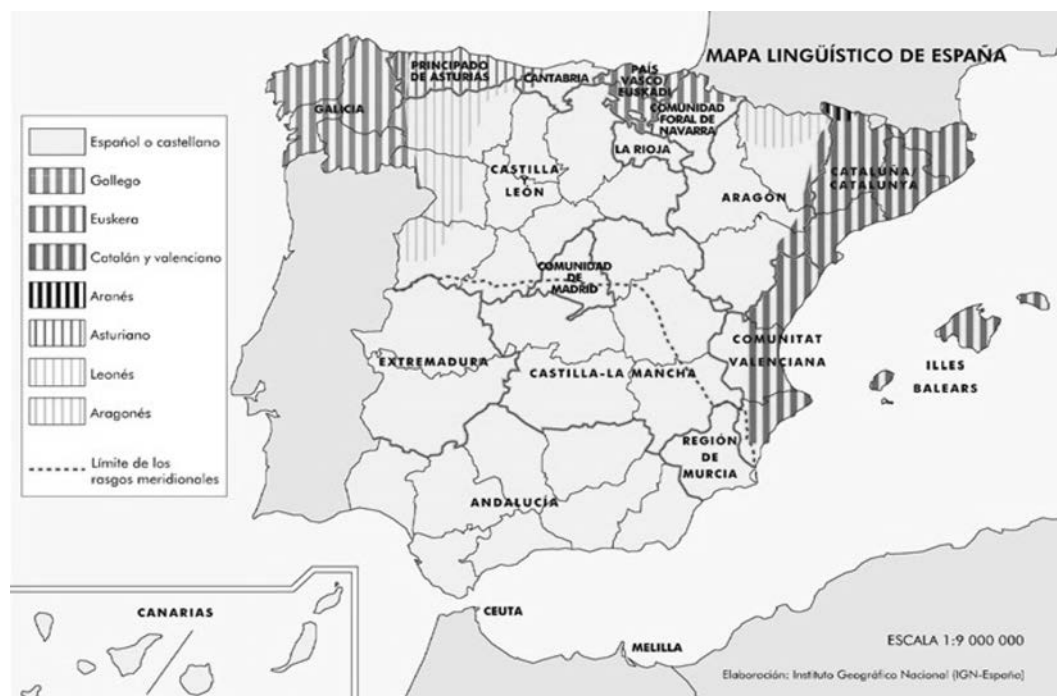 MAPA LINGÜÍSTICO DE ESPAÑA
PRINCIPADO
DE ASTURIAS
CANTABRIA
PAÍS
VASCO
EUSKADI
COMUNIDAD
FORAL DE
NAVARRA
GALICIA
LA RIOJA
CASTILLA
Y
LEÓN
ARAGÓN
CATALUÑA/
CATALUNYA
COMUNIDAD
DE
MADRID
EXTREMADURA
CASTILLA-LA MANCHA
COMUNITAT
VALENCIANA
ILLES
BALEARS
REGIÓN
DE
MURCIA
ANDALUCÍA
CANARIAS
CEUTA
MELILLA
Español o castellano
Gallego
Euskera
Catalán y valenciano
Aranés
Asturiano
Leonés
Aragonés
Límite de los
rasgos meridionales
ESCALA 1:9 000 000
Elaboración: Instituto Geográfico Nacional (IGN-España)